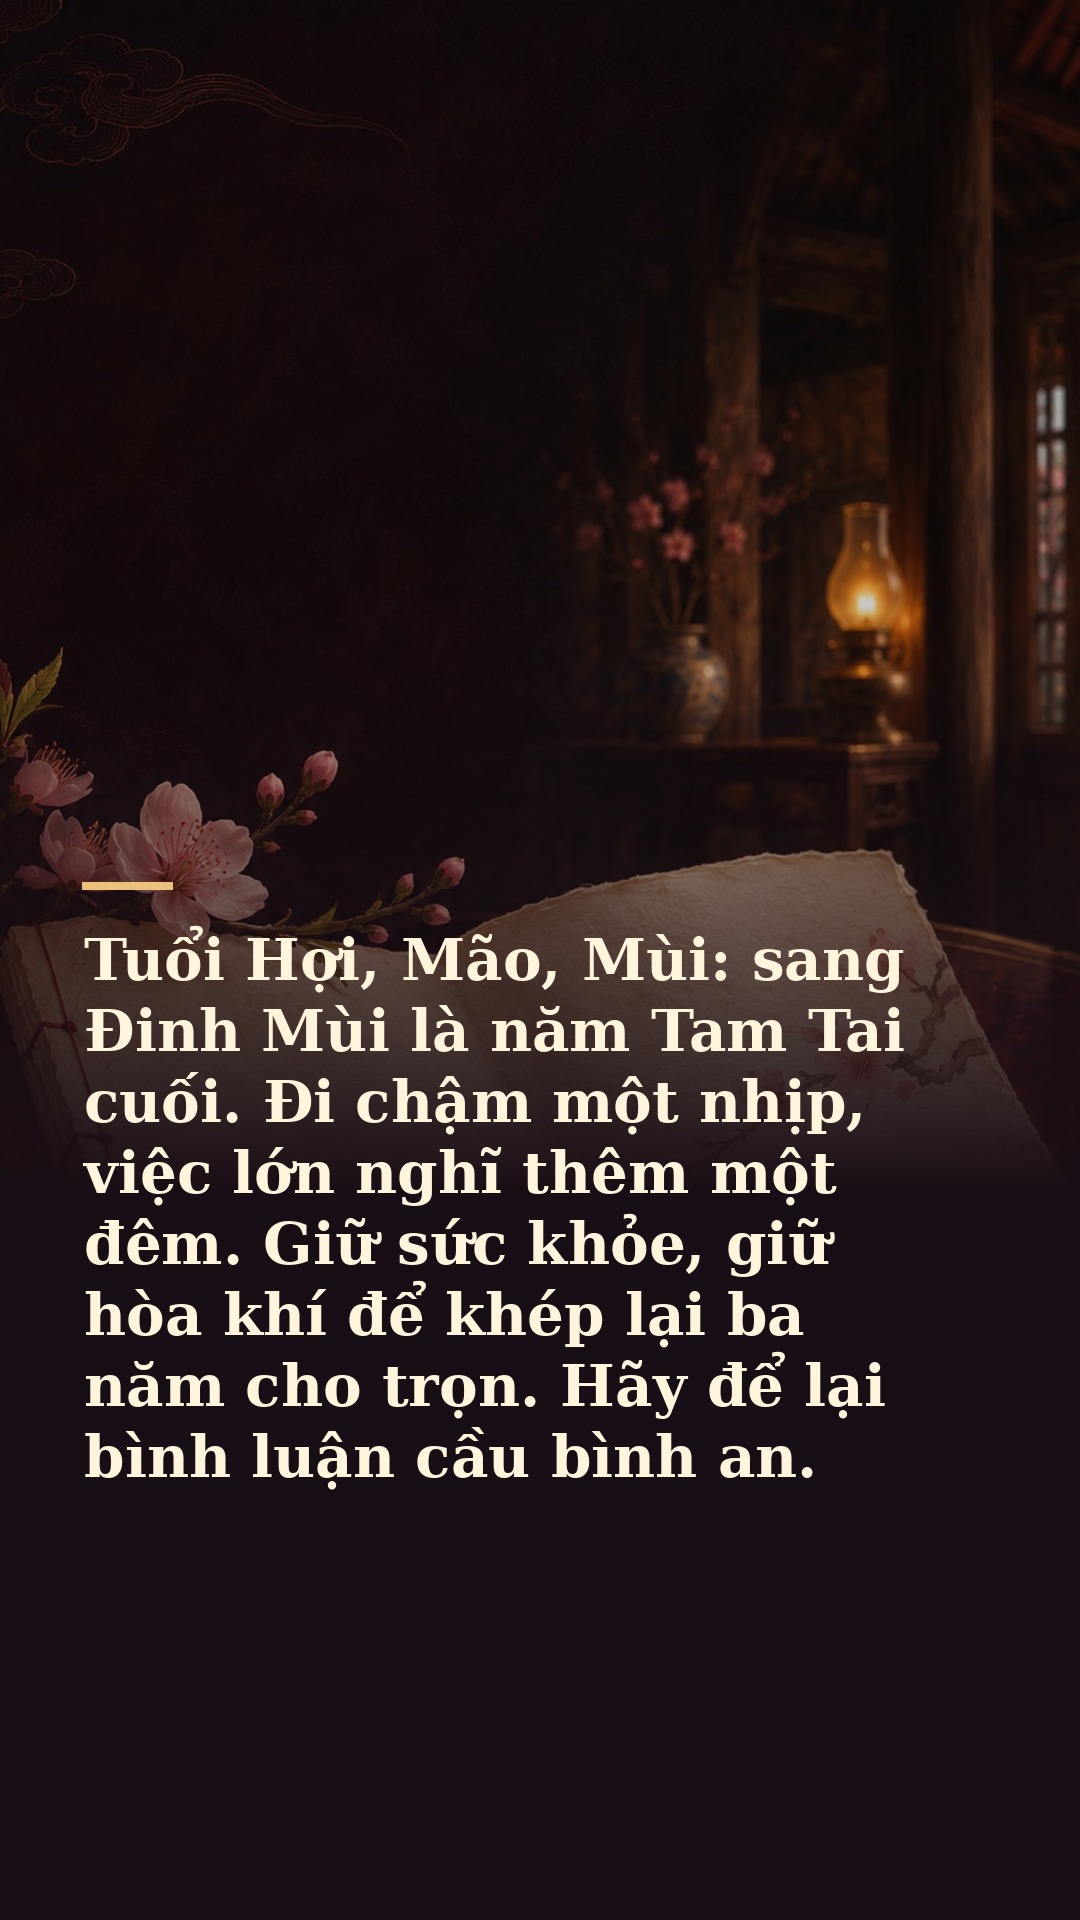 Tuổi Hợi, Mão, Mùi: sang
Đinh Mùi là năm Tam Tai
cuối. Đi chậm một nhịp,
việc lớn nghĩ thêm một
đêm. Giữ sức khỏe, giữ
hòa khí để khép lại ba
năm cho trọn. Hãy để lại
bình luận cầu bình an.